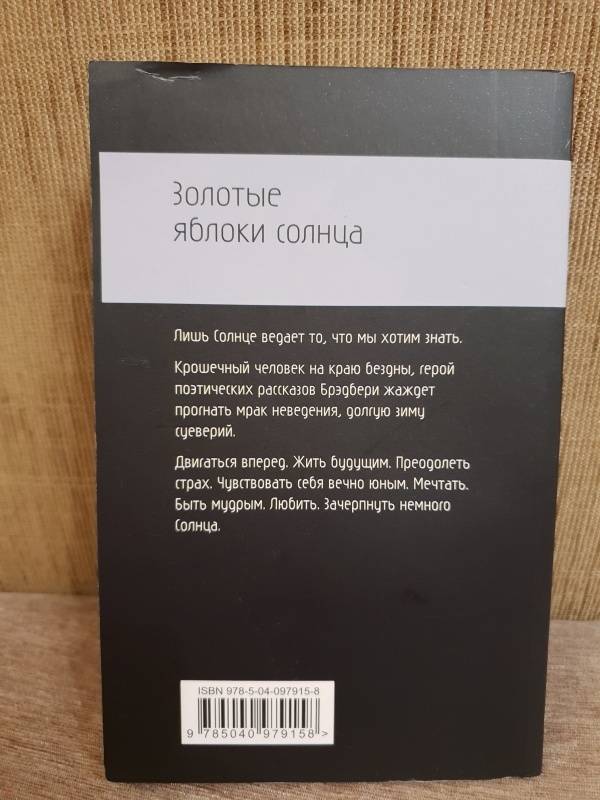 Золотые
яблоки солнца
Лишь Солнце ведает то, что мы хотим знать.
Крошечный человек на краю бездны, герой
поэтических рассказов Брэдбери жаждет
прогнать мрак неведения, долгую зиму
суеверий.
Двигаться вперед. Жить будущим. Преодолеть
страх. Чувствовать себя вечно юным. Мечтать.
Быть мудрым. Любить. Зачерпнуть немного
Солнца.
ISBN 978-5-04-097915-8
9 785040 979158 >